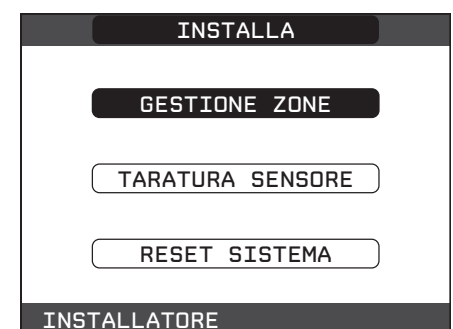 INSTALLA
GESTIONE ZONE
TARATURA SENSORE
RESET SISTEMA
INSTALLATORE